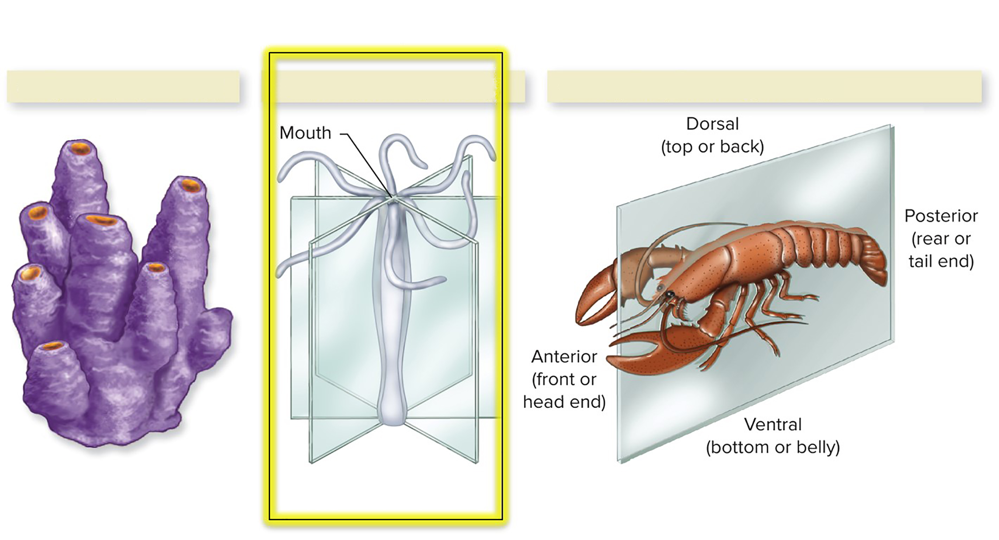 Mouth
Dorsal
(top or back)
Posterior
(rear or
tail end)
Anterior
(front or
head end)
Ventral
(bottom or belly)